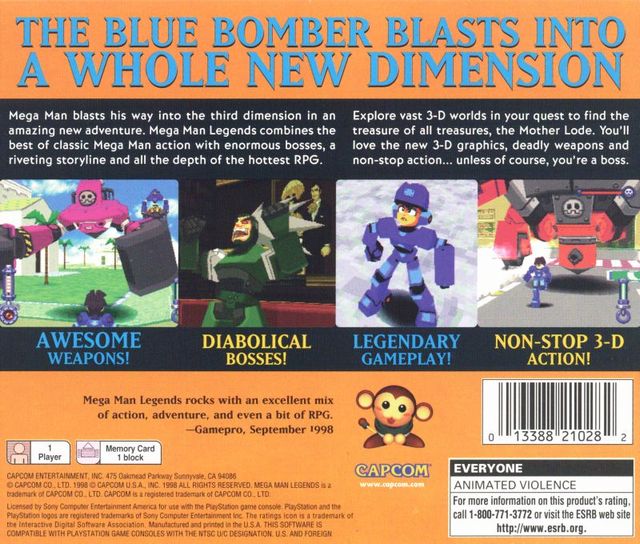 THE BLUE BOMBER BLASTS INTO
A WHOLE NEW DIMENSION
Mega Man blasts his way into the third dimension in an
amazing new adventure. Mega Man Legends combines the
best of classic Mega Man action with enormous bosses, a
riveting storyline and all the depth of the hottest RPG.
Explore vast 3-D worlds in your quest to find the
treasure of all treasures, the Mother Lode. You'll
love the new 3-D graphics, deadly weapons and
non-stop action... unless of course, you're a boss.
AWESOME
WEAPONS!
DIABOLICAL
BOSSES!
LEGENDARY
GAMEPLAY!
NON-STOP 3-D
ACTION!
Mega Man Legends rocks with an excellent mix
of action, adventure, and even a bit of RPG.
—Gamepro, September 1998
1
Player
Memory Card
1 block
CAPCOM
www.capcom.com
0 13388 21028 2
CAPCOM ENTERTAINMENT, INC. 475 Oakmead Parkway Sunnyvale, CA 94086
© CAPCOM CO., LTD. 1998 © CAPCOM U.S.A., INC. 1998 ALL RIGHTS RESERVED. MEGA MAN LEGENDS is a
trademark of CAPCOM CO., LTD. CAPCOM is a registered trademark of CAPCOM CO., LTD.
Licensed by Sony Computer Entertainment America for use with the PlayStation game console. PlayStation and the
PlayStation logos are registered trademarks of Sony Computer Entertainment Inc. The ratings icon is a trademark of
the Interactive Digital Software Association. Manufactured and printed in the U.S.A. THIS SOFTWARE IS
COMPATIBLE WITH PLAYSTATION GAME CONSOLES WITH THE NTSC U/C DESIGNATION. U.S. AND FOREIGN
EVERYONE
ANIMATED VIOLENCE
For more information on this product's rating,
call 1-800-771-3772 or visit the ESRB web site
http://www.esrb.org.